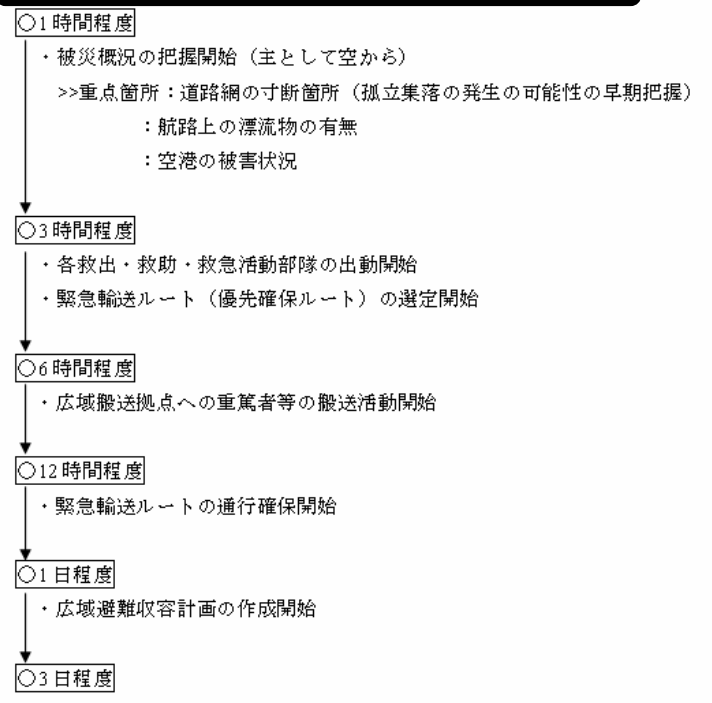 ○1時間程度
・被災概況の把握開始（主として空から）
>>重点箇所：道路網の寸断箇所（孤立集落の発生の可能性の早期把握）
：航路上の漂流物の有無
：空港の被害状況
○3時間程度
・各救出・救助・救急活動部隊の出動開始
・緊急輸送ルート（優先確保ルート）の選定開始
○6時間程度
・広域搬送拠点への重篤者等の搬送活動開始
○12時間程度
・緊急輸送ルートの通行確保開始
○1日程度
・広域避難収容計画の作成開始
○3日程度